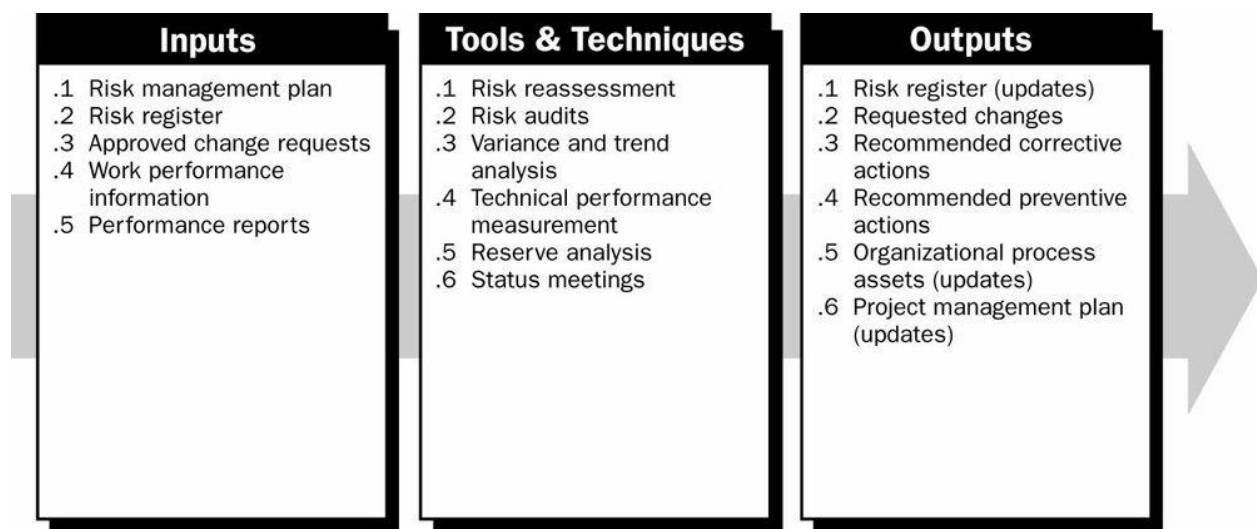 Inputs
.1 Risk management plan
.2 Risk register
.3 Approved change requests
.4 Work performance
information
.5 Performance reports
Tools & Techniques
.1 Risk reassessment
.2 Risk audits
.3 Variance and trend
analysis
.4 Technical performance
measurement
.5 Reserve analysis
.6 Status meetings
Outputs
.1 Risk register (updates)
.2 Requested changes
.3 Recommended corrective
actions
.4 Recommended preventive
actions
.5 Organizational process
assets (updates)
.6 Project management plan
(updates)